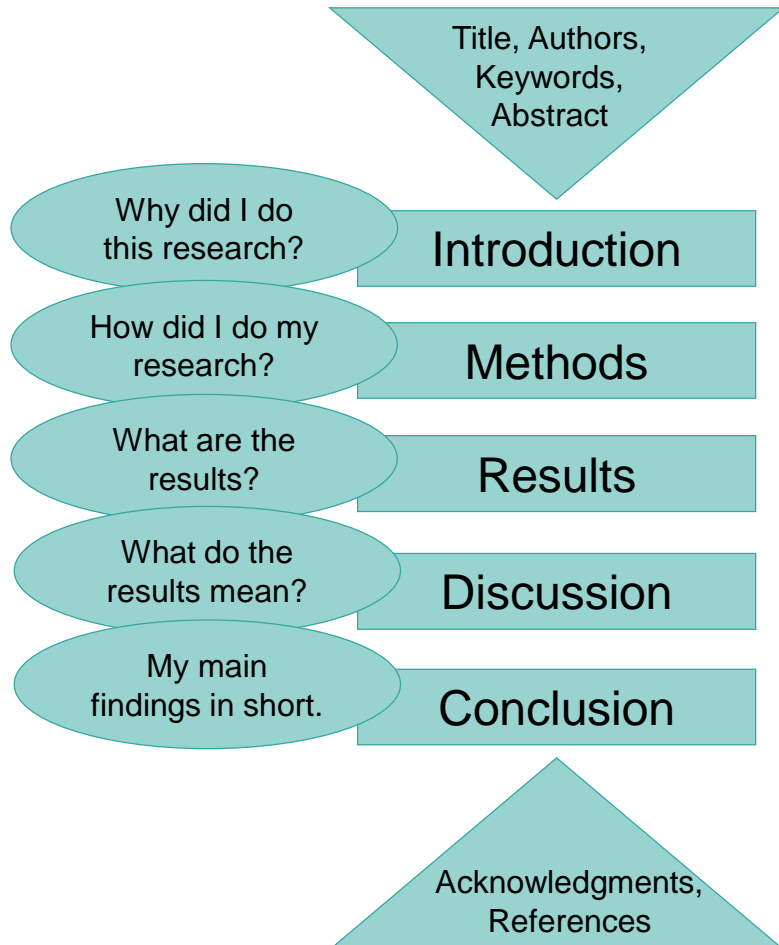 Title, Authors,
Keywords,
Abstract
Why did I do
this research?
Introduction
How did I do my
research?
Methods
What are the
results?
Results
What do the
results mean?
Discussion
My main
findings in short.
Conclusion
Acknowledgments,
References